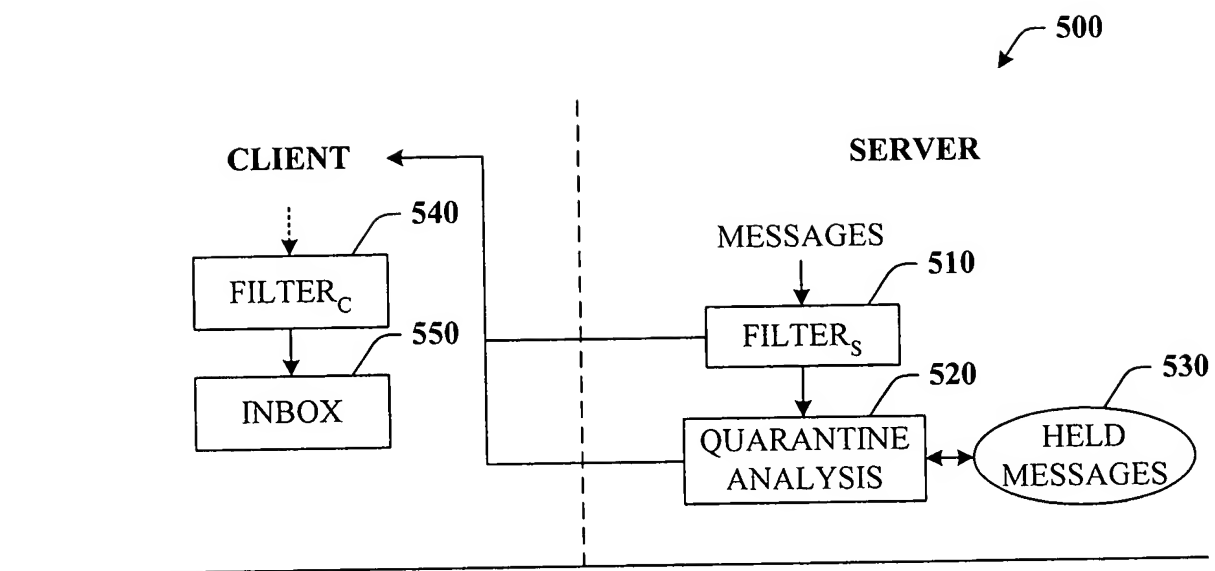 500
CLIENT
SERVER
540
MESSAGES
510
FILTERC
550
FILTERS
520
530
INBOX
QUARANTINE
ANALYSIS
HELD
MESSAGES